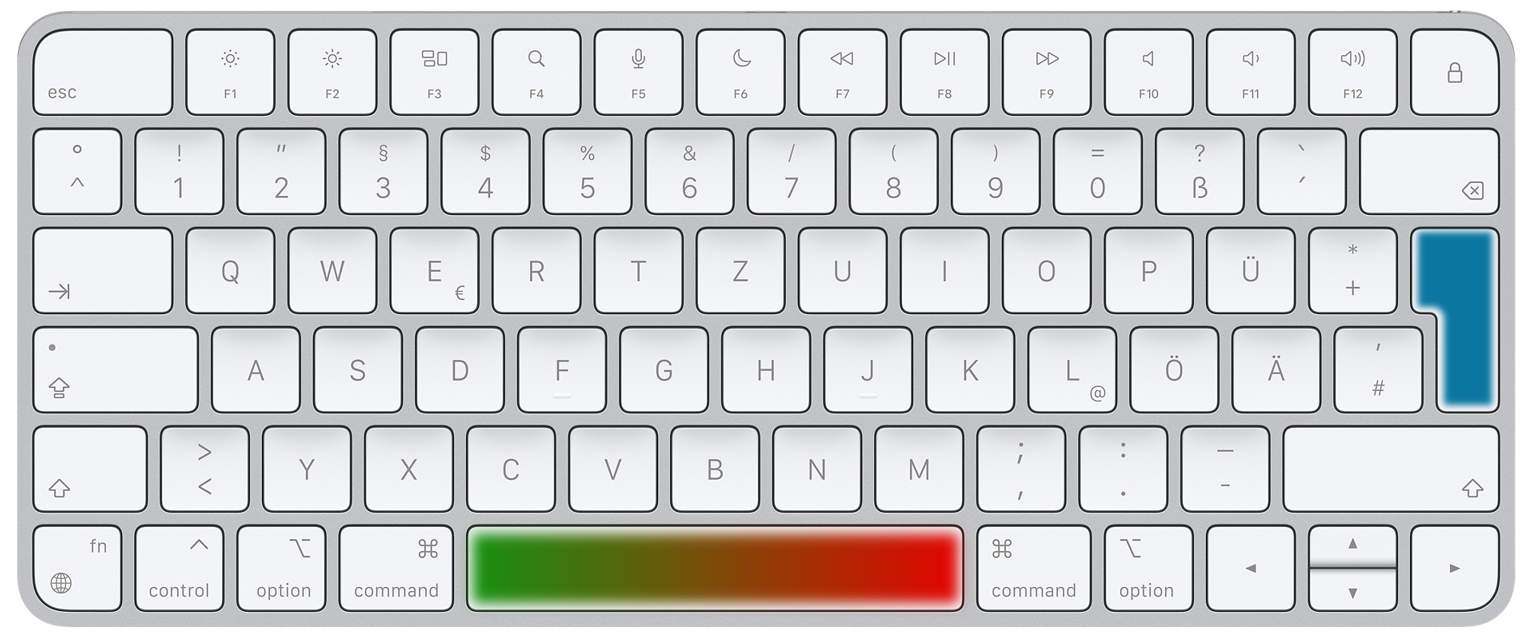 esc F1 F2 F3 F4 F5 F6 F7 F8 F9 F10 F11 F12
° ! " § $ % & / ( ) = ? `
^ 1 2 3 4 5 6 7 8 9 0 ß ´
Q W E € R T Z U I O P Ü * +
A S D F G H J K L @ Ö Ä ' #
> < Y X C V B N M ; , : . _ -
fn ⌃ ⌥ ⌘ ⌘ ⌥
control option command command option